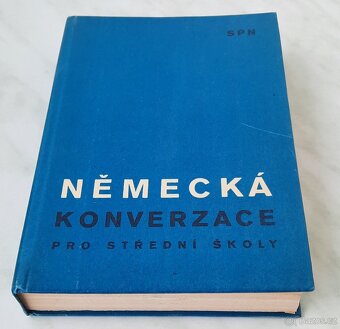 SPN
NĚMECKÁ
KONVERZACE
PRO STŘEDNÍ ŠKOLY